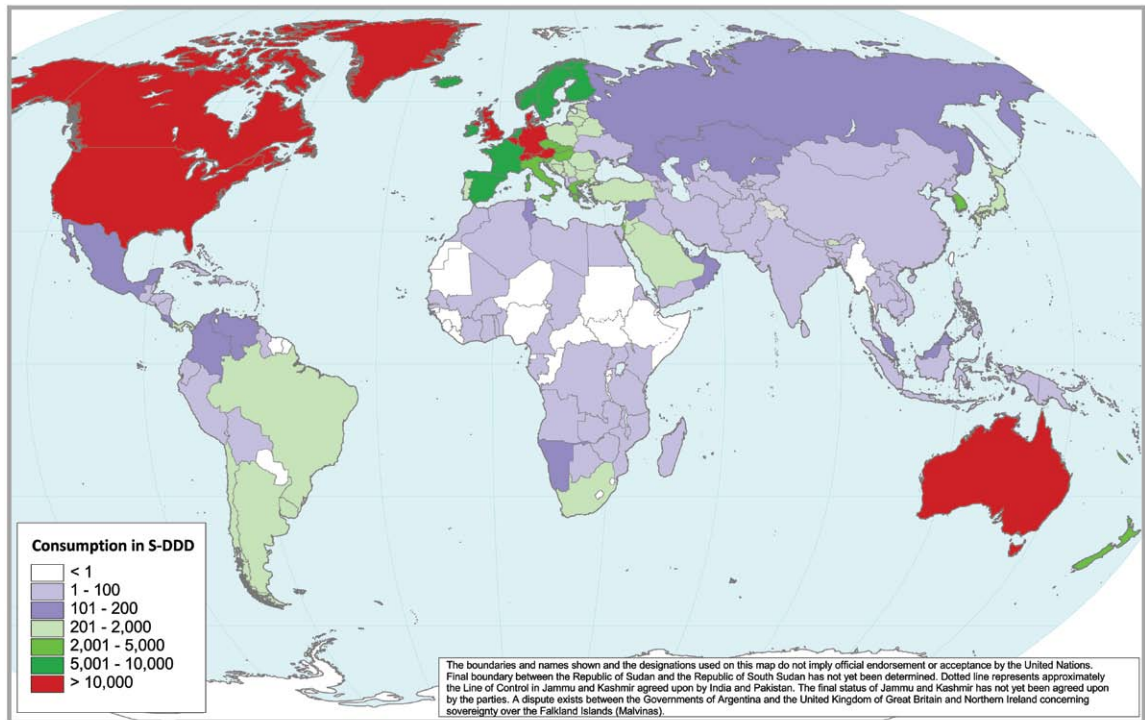 Consumption in S-DDD
< 1
1 - 100
101 - 200
201 - 2,000
2,001 - 5,000
5,001 - 10,000
> 10,000
The boundaries and names shown and the designations used on this map do not imply official endorsement or acceptance by the United Nations.
Final boundary between the Republic of Sudan and the Republic of South Sudan has not yet been determined. Dotted line represents approximately
the Line of Control in Jammu and Kashmir agreed upon by India and Pakistan. The final status of Jammu and Kashmir has not yet been agreed upon
by the parties. A dispute exists between the Governments of Argentina and the United Kingdom of Great Britain and Northern Ireland concerning
sovereignty over the Falkland Islands (Malvinas).